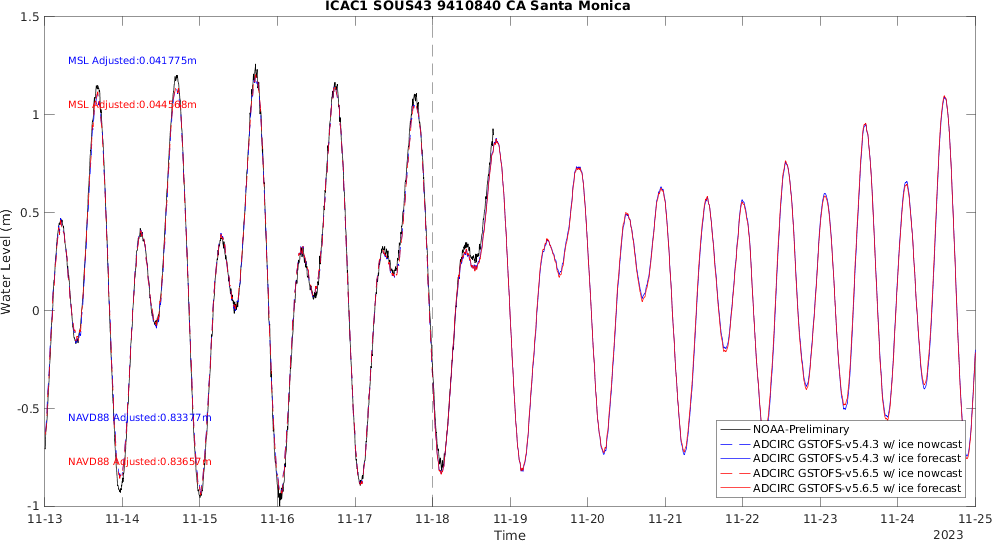 ICAC1 SOUS43 9410840 CA Santa Monica
1.5
1
0.5
0
-0.5
-1
Water Level (m)
MSL Adjusted:0.041775m
MSL Adjusted:0.044568m
NAVD88 Adjusted:0.83377m
NAVD88 Adjusted:0.83657m
NOAA-Preliminary
ADCIRC GSTOFS-v5.4.3 w/ ice nowcast
ADCIRC GSTOFS-v5.4.3 w/ ice forecast
ADCIRC GSTOFS-v5.6.5 w/ ice nowcast
ADCIRC GSTOFS-v5.6.5 w/ ice forecast
11-13 11-14 11-15 11-16 11-17 11-18 11-19 11-20 11-21 11-22 11-23 11-24 11-25
Time
2023